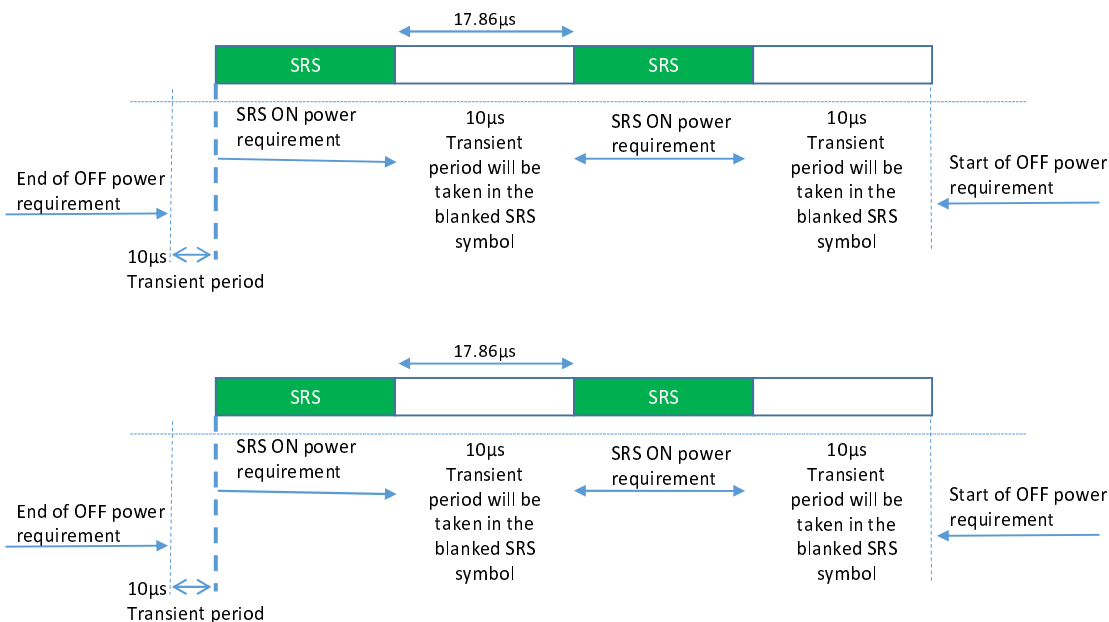 17.86µs
SRS
SRS
SRS ON power
requirement
10µs
Transient
period will be
taken in the
blanked SRS
symbol
SRS ON power
requirement
10µs
Transient
period will be
taken in the
blanked SRS
symbol
End of OFF power
requirement
Start of OFF power
requirement
10µs
Transient period
17.86µs
SRS
SRS
SRS ON power
requirement
10µs
Transient
period will be
taken in the
blanked SRS
symbol
SRS ON power
requirement
10µs
Transient
period will be
taken in the
blanked SRS
symbol
End of OFF power
requirement
Start of OFF power
requirement
10µs
Transient period